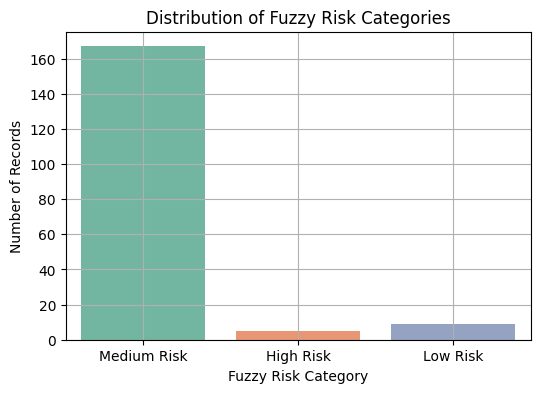 Distribution of Fuzzy Risk Categories
Number of Records
160
140
120
100
80
60
40
20
0
Medium Risk High Risk Low Risk
Fuzzy Risk Category